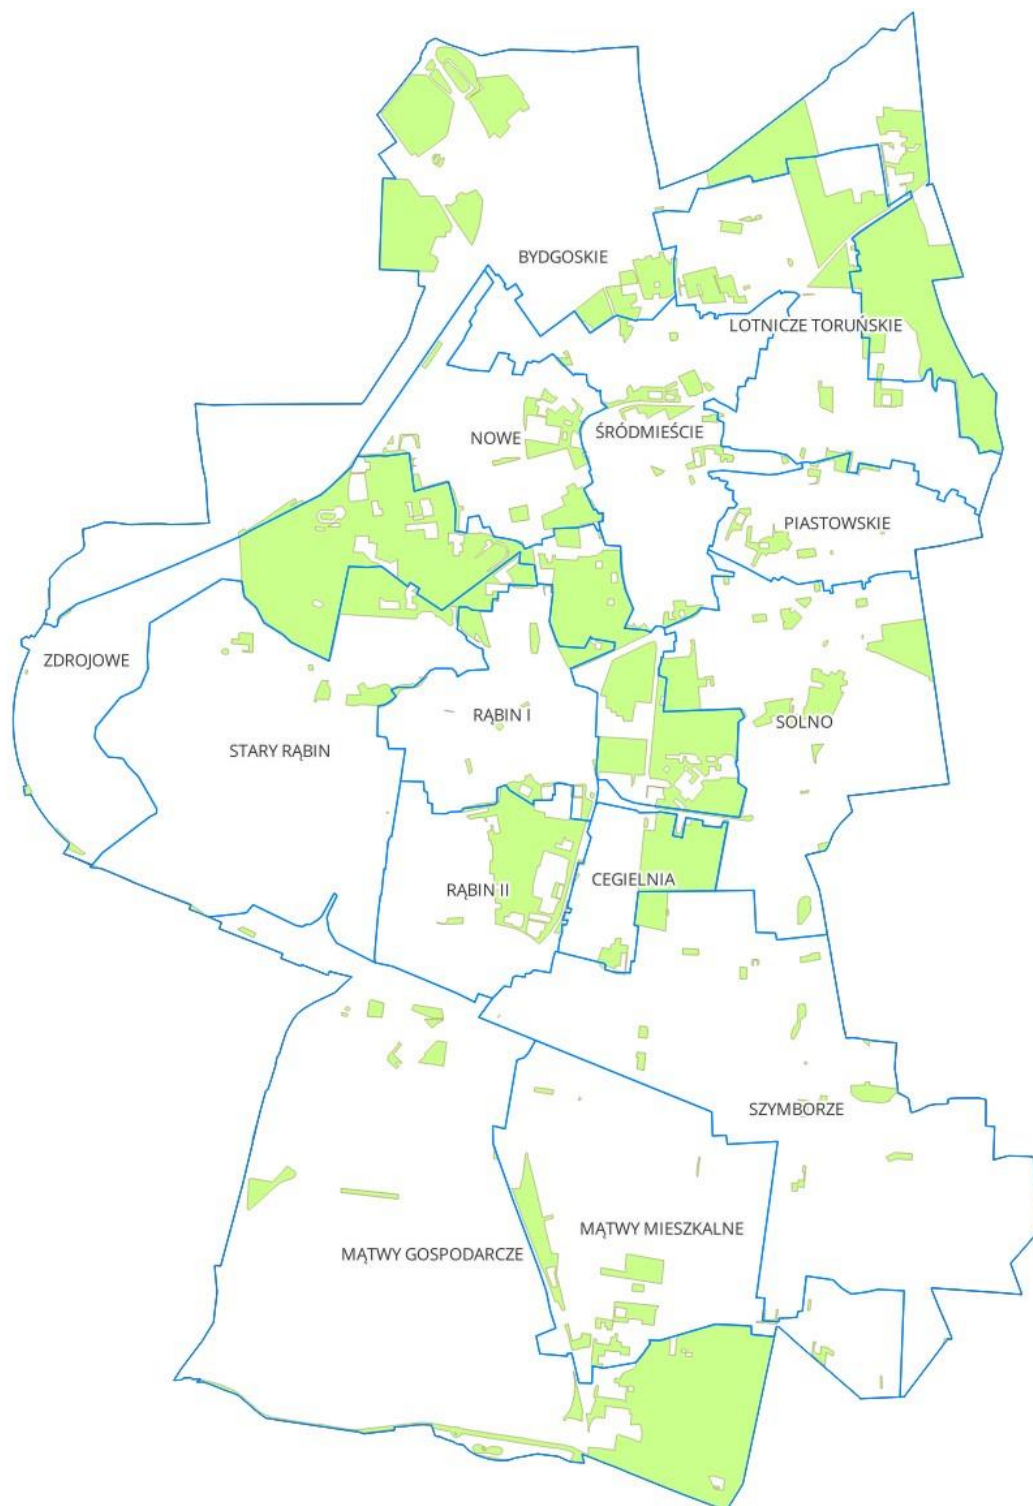 BYDGOSKIE
LOTNICZE TORUŃSKIE
NOWE
ŚRÓDMIEŚCIE
PIASTOWSKIE
ZDROJOWE
RĄBIN I
SOLNO
STARY RĄBIN
CEGIELNIA
RĄBIN II
SZYMBORZE
MĄTWY MIESZKALNE
MĄTWY GOSPODARCZE